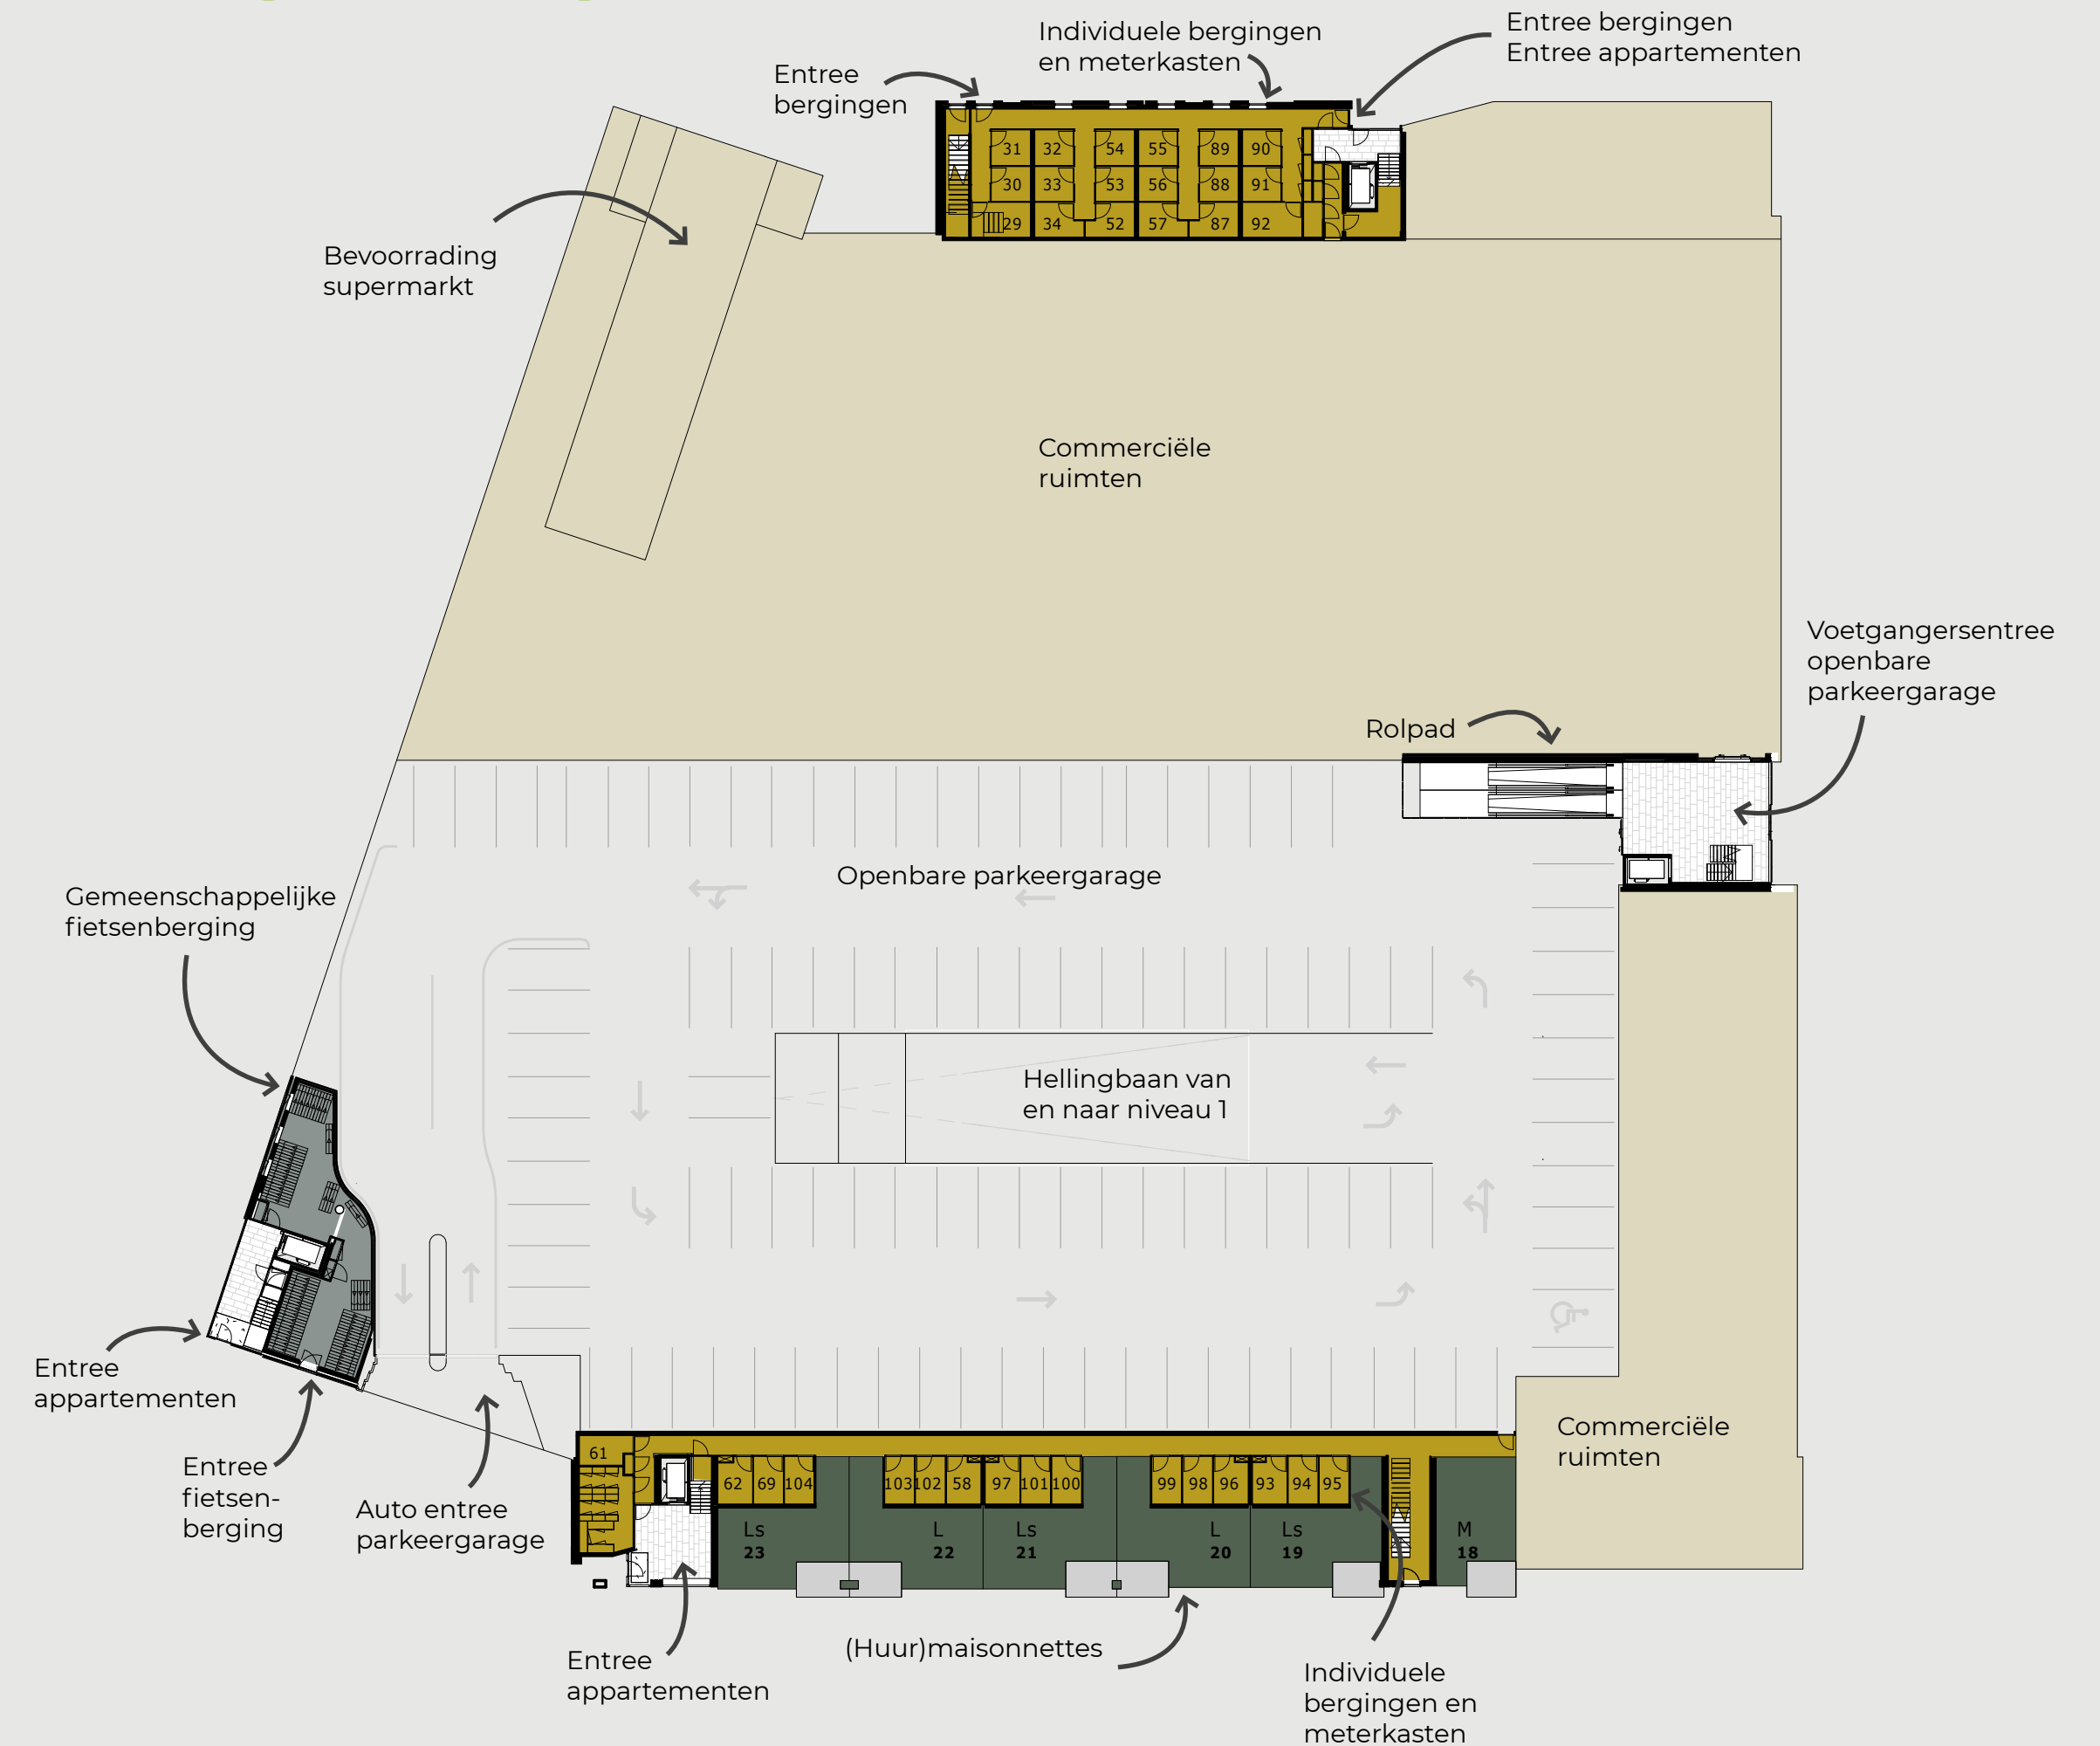 Individuele bergingen
en meterkasten
Entree bergingen
Entree appartementen
Entree
bergingen
31 32 54 55 89 90
30 33 53 56 88 91
29 34 52 57 87 92
Bevoorrading
supermarkt
Commerciële
ruimten
Voetgangersentree
openbare
parkeergarage
Rolpad
Openbare parkeergarage
Gemeenschappelijke
fietsenberging
Hellingbaan van
en naar niveau 1
Entree
appartementen
Entree
fietsen-
berging
Auto entree
parkeergarage
Commerciële
ruimten
61
62 69 104 103 102 58 97 101 100 99 98 96 93 94 95
Ls L Ls L Ls M
23 22 21 20 19 18
Entree
appartementen
(Huur)maisonnettes
Individuele
bergingen en
meterkasten